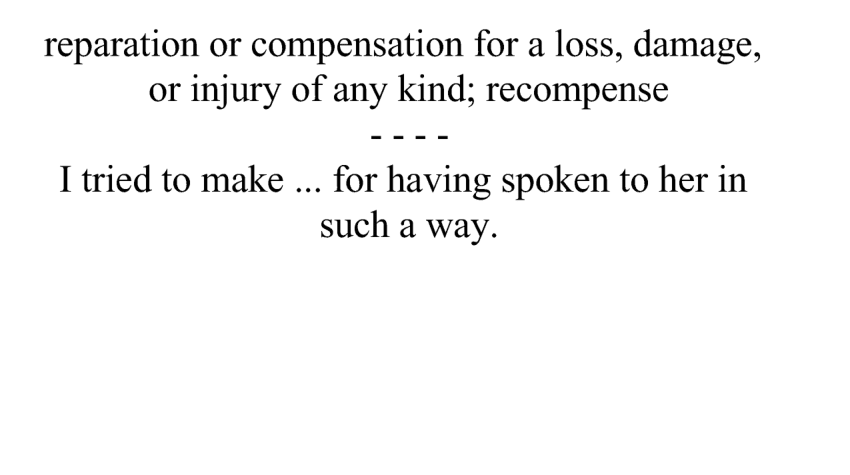 reparation or compensation for a loss, damage,
or injury of any kind; recompense
- - - -
I tried to make ... for having spoken to her in
such a way.